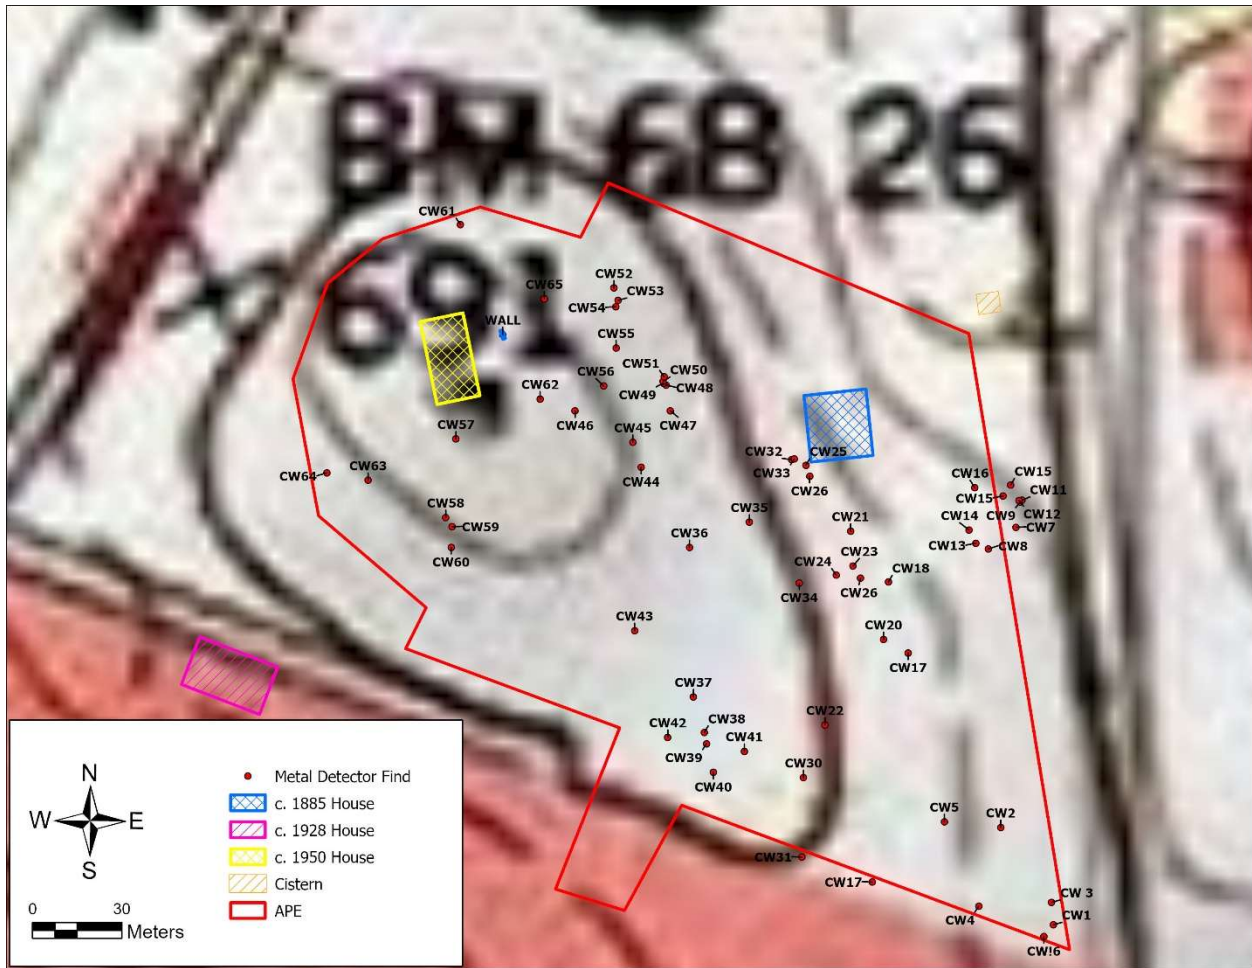 BM 6B 26
CW61
691
CW52
CW65
CW53
CW54
WALL
CW55
CW51
CW50
CW56
CW49
CW48
CW62
CW46
CW47
CW57
CW45
CW32
CW25
CW64
CW63
CW44
CW33
CW26
CW16
CW15
CW15
CW11
CW58
CW35
CW21
CW14
CW9
CW12
CW59
CW7
CW60
CW36
CW24
CW23
CW13
CW8
CW18
CW34
CW26
CW43
CW20
CW17
CW37
CW42
CW38
CW22
CW39
CW41
CW40
CW30
CW5
CW2
CW31
CW17
CW 3
CW4
CW1
CW!6
N
W
E
S
0
30
Meters
Metal Detector Find
c. 1885 House
c. 1928 House
c. 1950 House
Cistern
APE